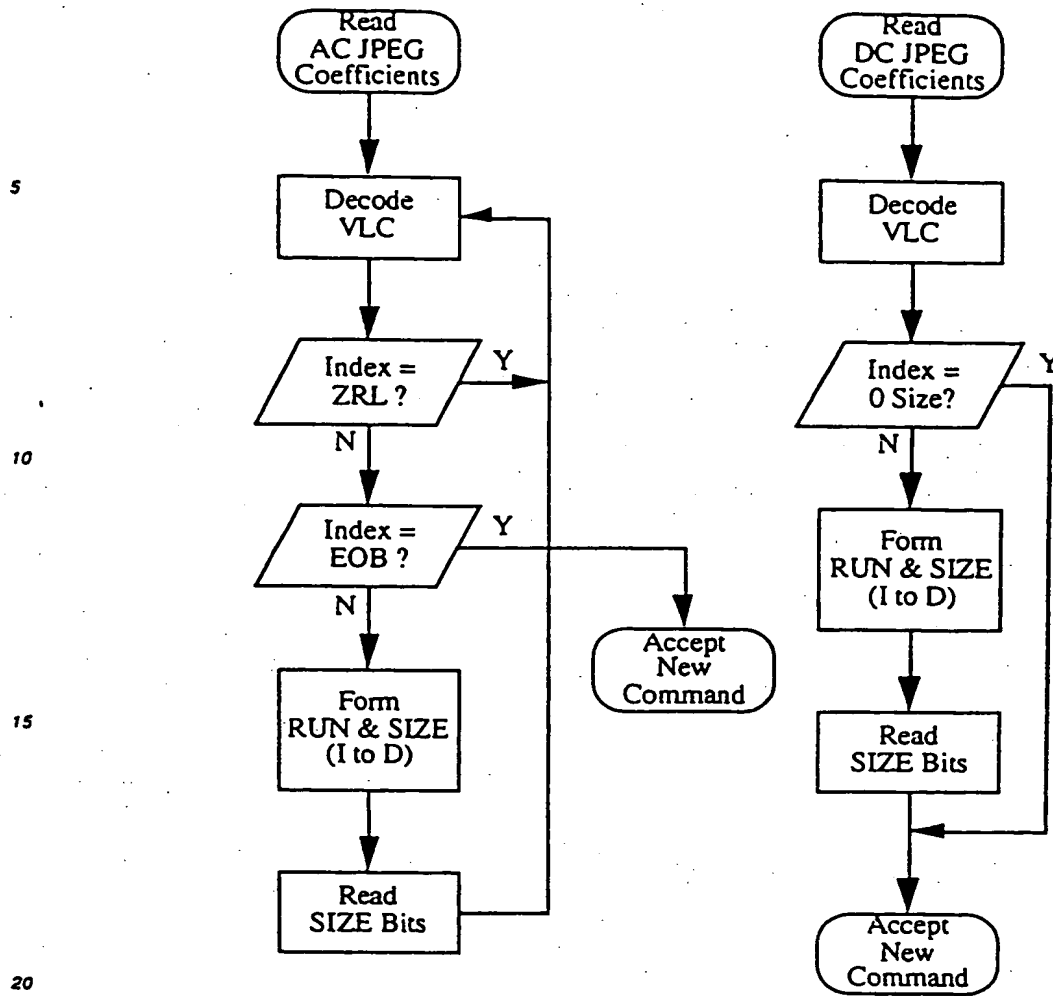 Read
AC JPEG
Coefficients
5
Decode
VLC
Index =
ZRL ?
Y
N
10
Index =
EOB ?
Y
N
Accept
New
Command
15
Form
RUN & SIZE
(I to D)
Read
SIZE Bits
20
Read
DC JPEG
Coefficients
Decode
VLC
Index =
0 Size?
Y
N
Form
RUN & SIZE
(I to D)
Read
SIZE Bits
Accept
New
Command